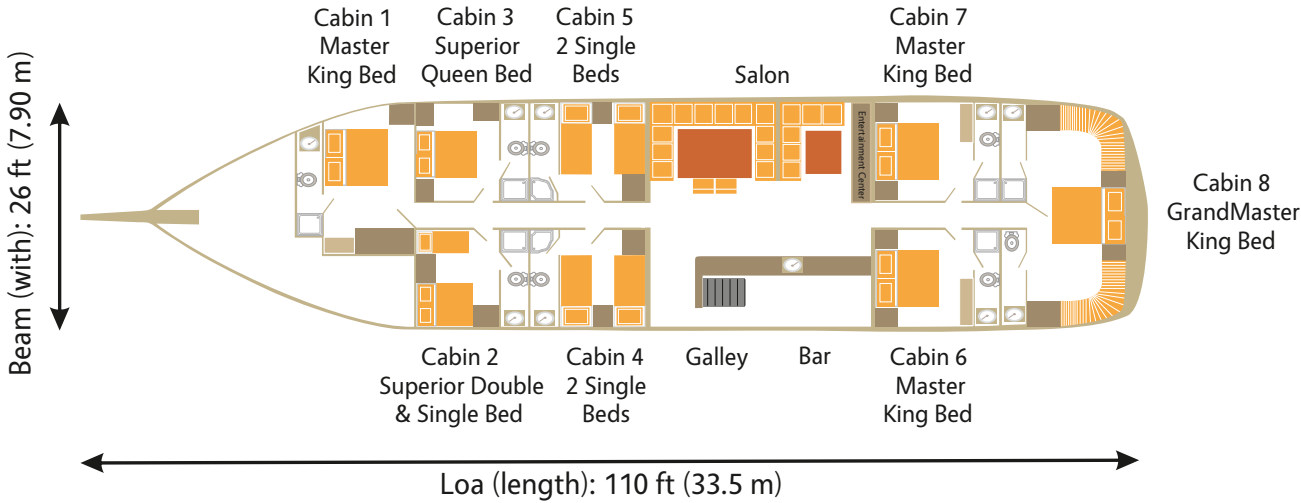 Cabin 1
Master
King Bed
Cabin 3
Superior
Queen Bed
Cabin 5
2 Single
Beds
Salon
Cabin 7
Master
King Bed
Entertainment Center
Cabin 8
GrandMaster
King Bed
Beam (with): 26 ft (7.90 m)
Cabin 2
Superior Double
& Single Bed
Cabin 4
2 Single
Beds
Galley
Bar
Cabin 6
Master
King Bed
Loa (length): 110 ft (33.5 m)